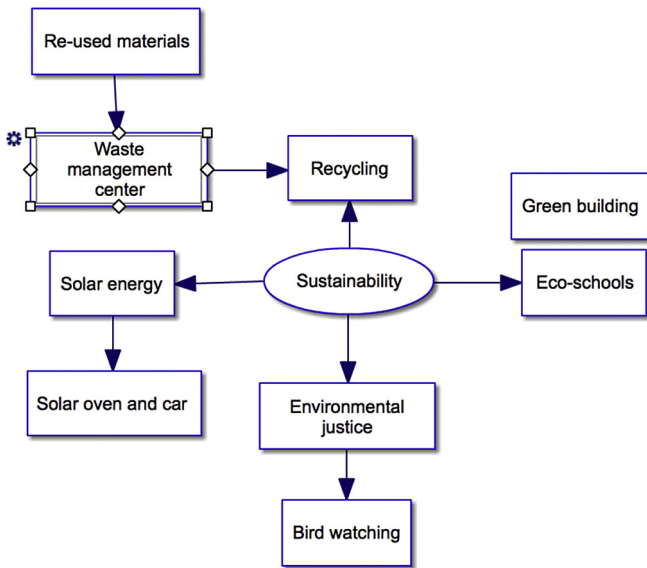 Re-used materials
Waste
management
center
Recycling
Green building
Solar energy
Sustainability
Eco-schools
Solar oven and car
Environmental
justice
Bird watching